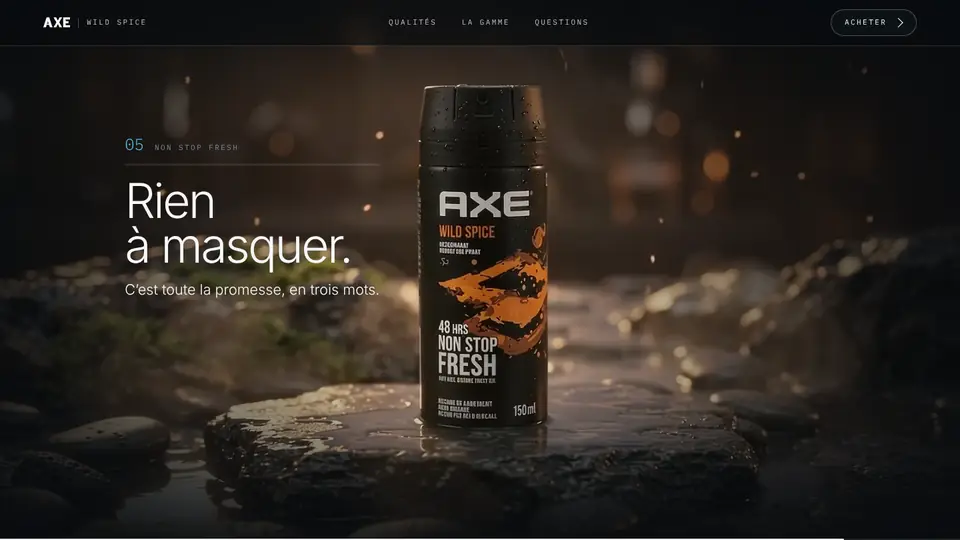 AXE | WILD SPICE
QUALITÉS
LA GAMME
QUESTIONS
ACHETER
05 NON STOP FRESH
Rien
à masquer.
C'est toute la promesse, en trois mots.
AXE
WILD SPICE
48 HRS
NON STOP
FRESH
150ml